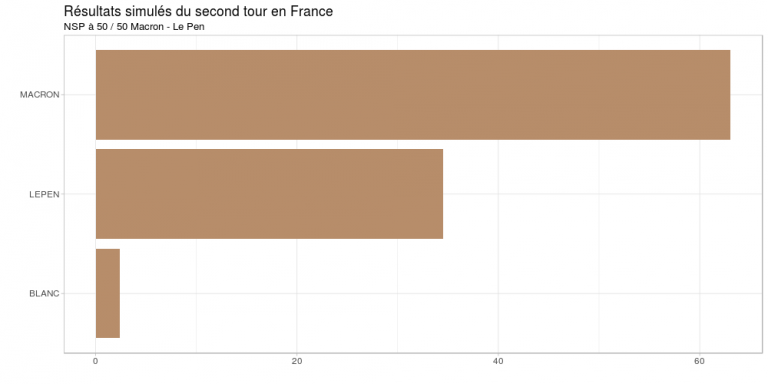 Résultats simulés du second tour en France
NSP à 50 / 50 Macron - Le Pen
MACRON
LEPEN
BLANC
0 20 40 60